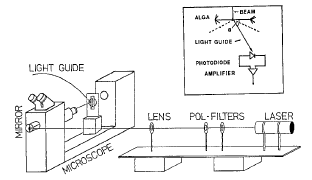 BEAM
ALGA
θ
LIGHT GUIDE
PHOTODIODE
AMPLIFIER
LIGHT GUIDE
MIRROR
MICROSCOPE
LENS
POL-FILTERS
LASER